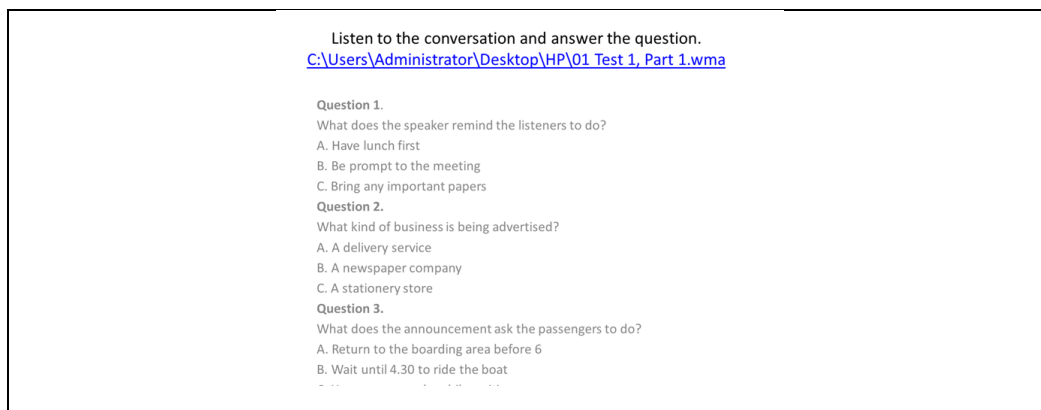 Listen to the conversation and answer the question.
C:\Users\Administrator\Desktop\HP\01 Test 1, Part 1.wma
Question 1.
What does the speaker remind the listeners to do?
A. Have lunch first
B. Be prompt to the meeting
C. Bring any important papers
Question 2.
What kind of business is being advertised?
A. A delivery service
B. A newspaper company
C. A stationery store
Question 3.
What does the announcement ask the passengers to do?
A. Return to the boarding area before 6
B. Wait until 4.30 to ride the boat